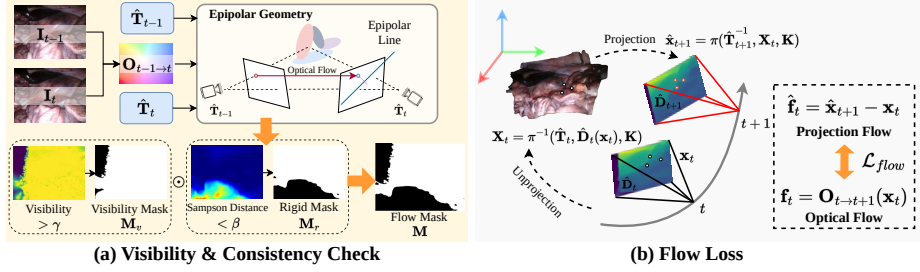 I_{t-1}
I_t
\hat{T}_{t-1}
O_{t-1→t}
\hat{T}_t
Epipolar Geometry
Epipolar
Line
Optical Flow
\hat{T}_{t-1}
\hat{T}_t
Visibility
> γ
Visibility Mask
M_v
⊙
Sampson Distance
< β
Rigid Mask
M_r
Flow Mask
M
(a) Visibility & Consistency Check
Projection
\hat{x}_{t+1} = π(\hat{T}_{t+1}^{-1}, X_t, K)
\hat{D}_{t+1}
t + 1
X_t = π^{-1}(\hat{T}_t, \hat{D}_t(x_t), K)
Unprojection
\hat{D}_t
x_t
t
\hat{f}_t = \hat{x}_{t+1} − x_t
Projection Flow
L_{flow}
f_t = O_{t→t+1}(x_t)
Optical Flow
(b) Flow Loss